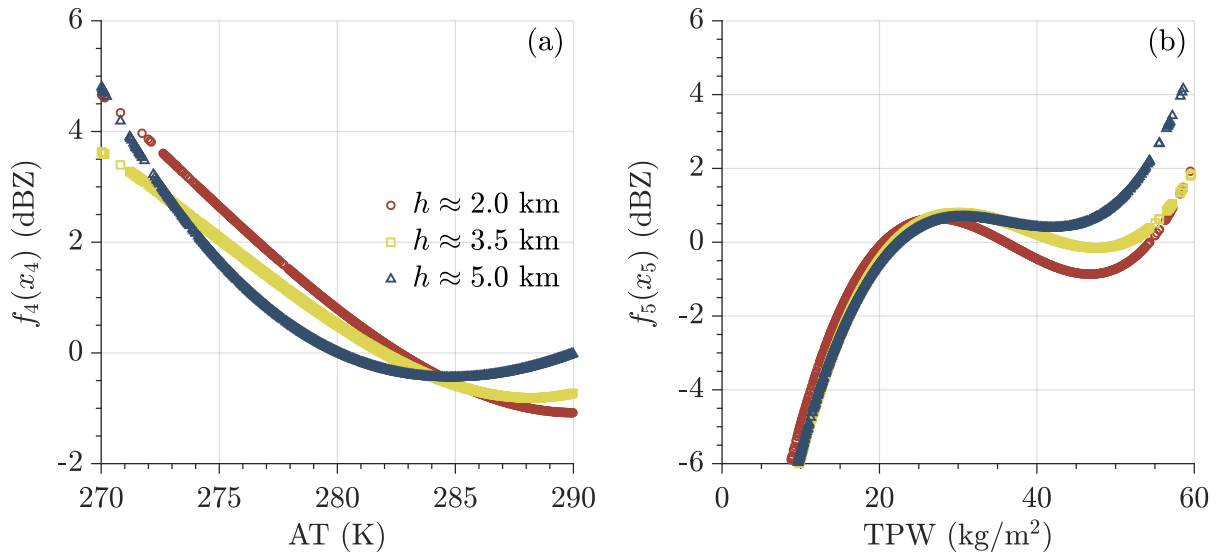 (a)
6
4
2
0
-2
f₄(x₄) (dBZ)
h ≈ 2.0 km
h ≈ 3.5 km
h ≈ 5.0 km
270 275 280 285 290
AT (K)
(b)
6
4
2
0
-2
-4
-6
f₅(x₅) (dBZ)
0 20 40 60
TPW (kg/m²)